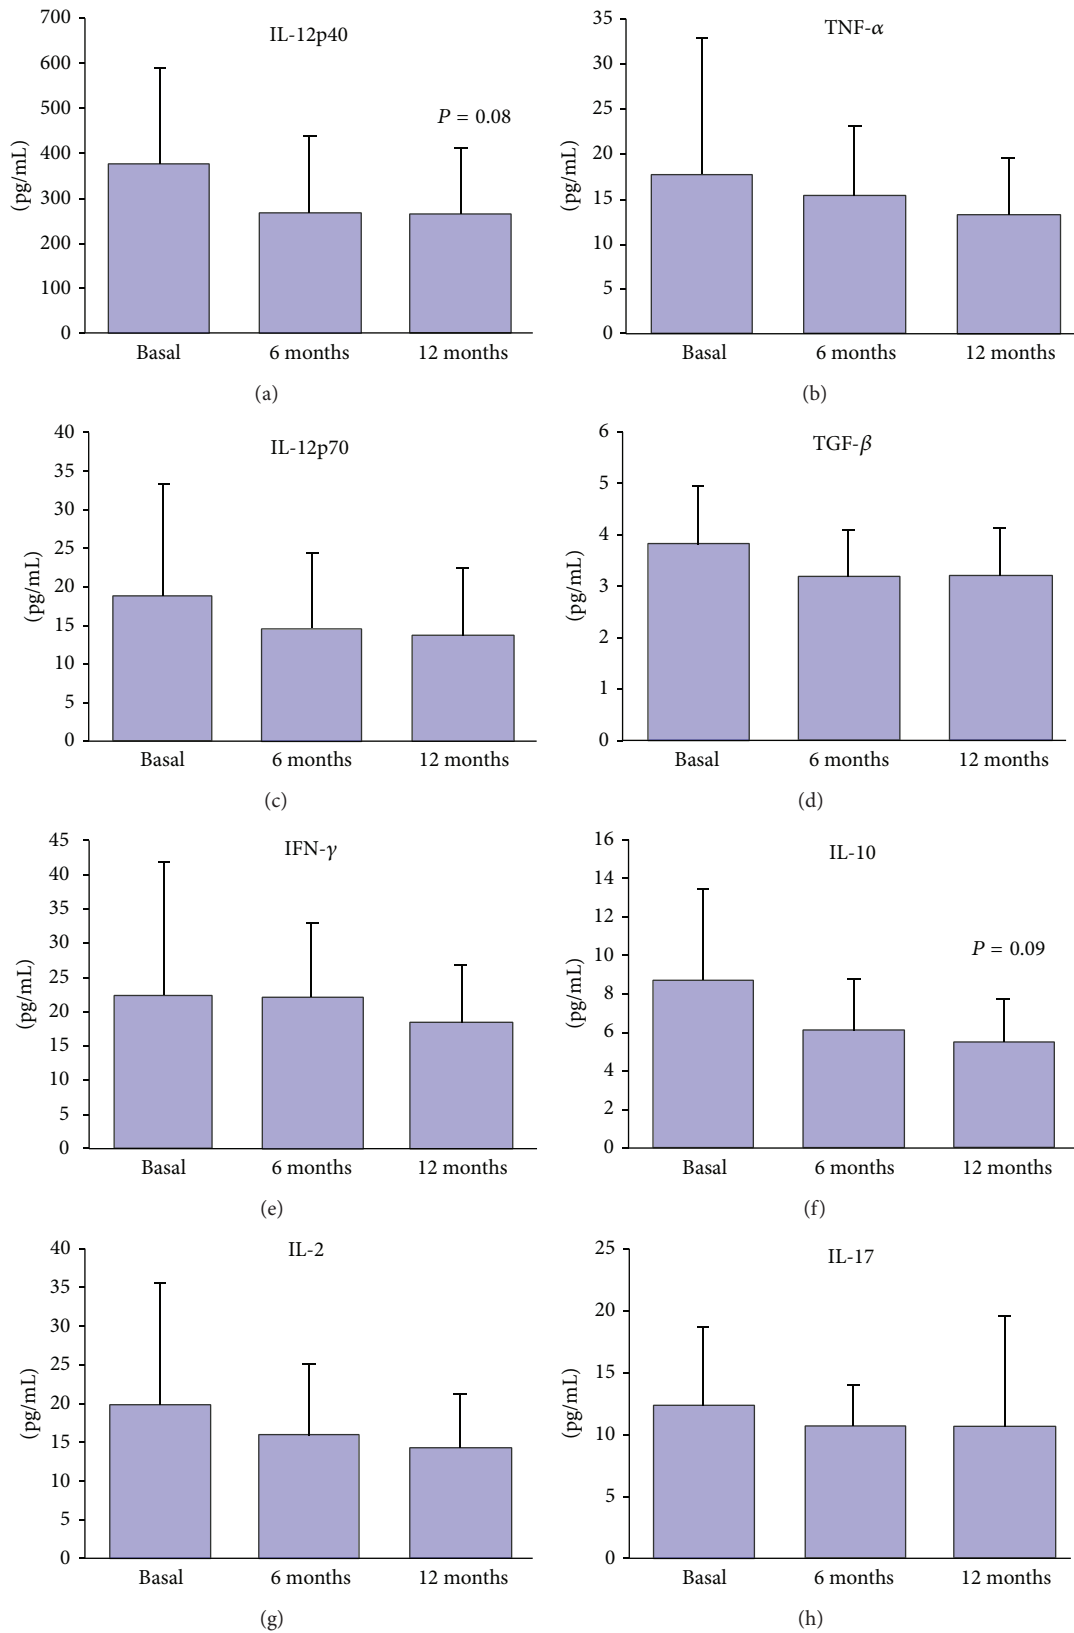 IL-12p40
700
600
500
400
300
200
100
0
(pg/mL)
P = 0.08
Basal
6 months
12 months
(a)
TNF-α
35
30
25
20
15
10
5
0
(pg/mL)
Basal
6 months
12 months
(b)
IL-12p70
40
35
30
25
20
15
10
5
0
(pg/mL)
Basal
6 months
12 months
(c)
TGF-β
6
5
4
3
2
1
0
(pg/mL)
Basal
6 months
12 months
(d)
IFN-γ
45
40
35
30
25
20
15
10
5
0
(pg/mL)
Basal
6 months
12 months
(e)
IL-10
16
14
12
10
8
6
4
2
0
(pg/mL)
P = 0.09
Basal
6 months
12 months
(f)
IL-2
40
35
30
25
20
15
10
5
0
(pg/mL)
Basal
6 months
12 months
(g)
IL-17
25
20
15
10
5
0
(pg/mL)
Basal
6 months
12 months
(h)